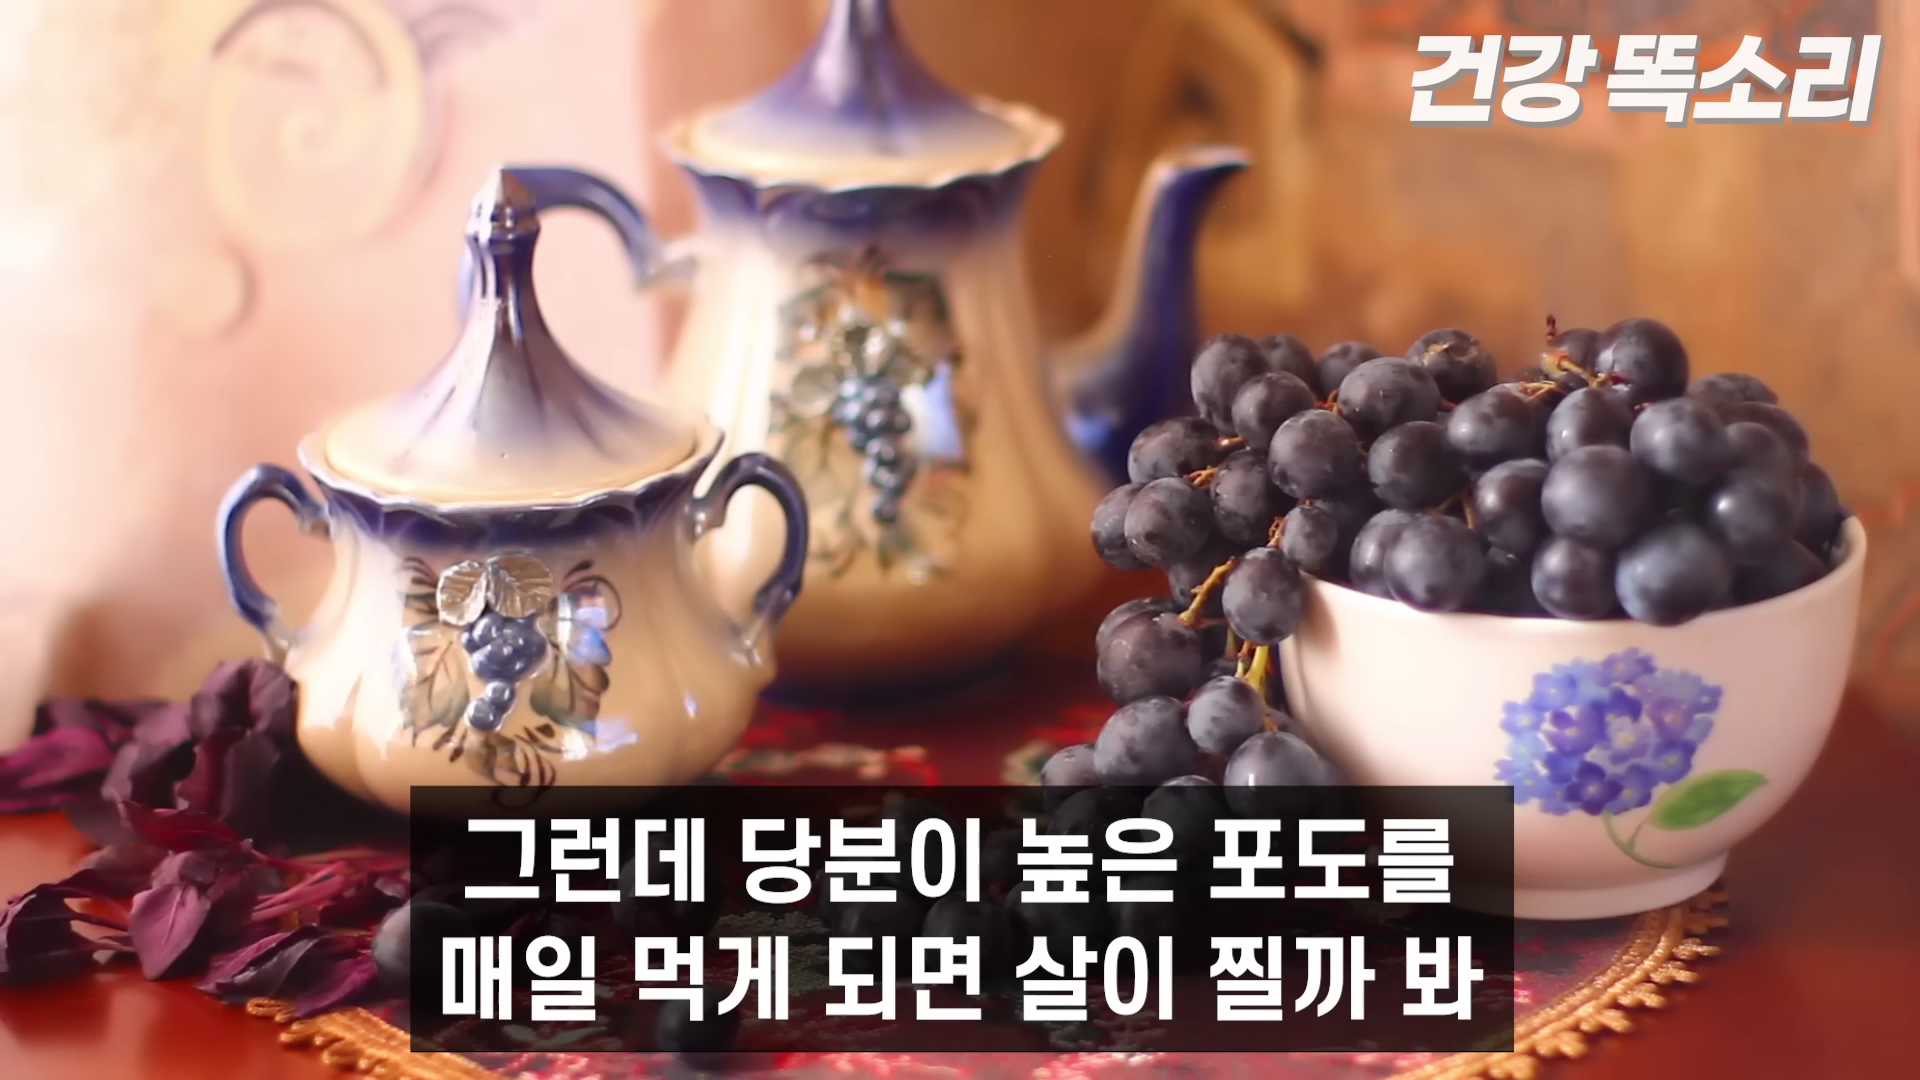 건강 똑소리
그런데 당분이 높은 포도를
매일 먹게 되면 살이 찔까 봐